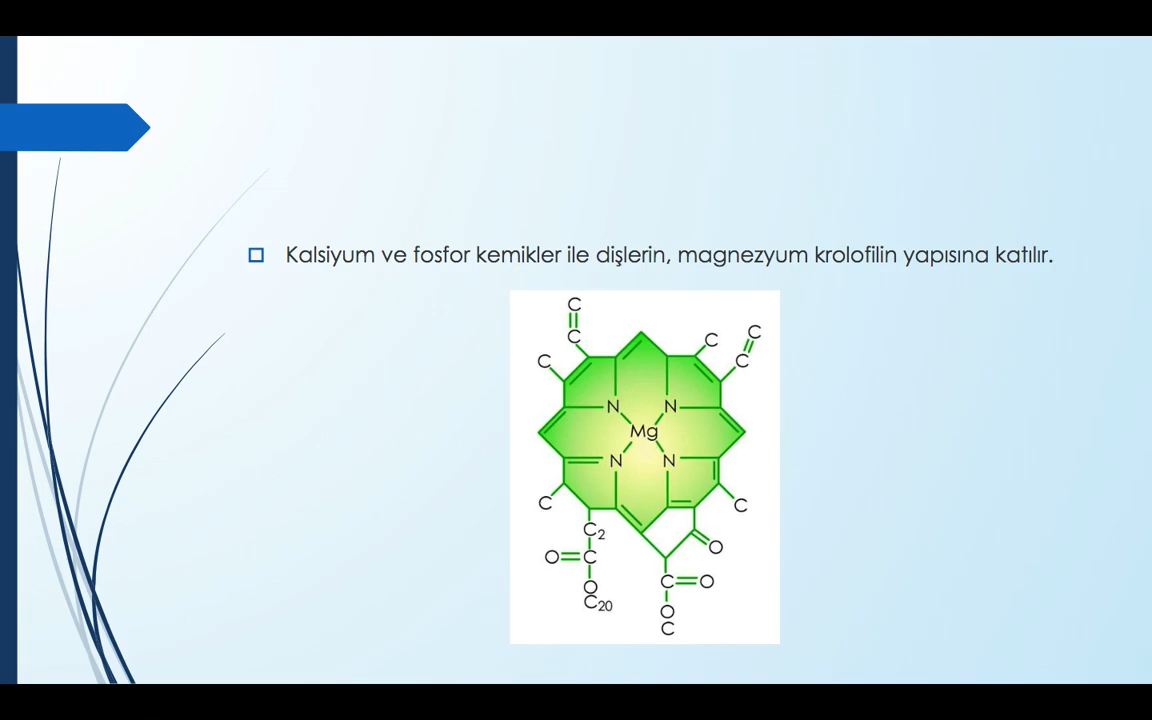 Kalsiyum ve fosfor kemikler ile dişlerin, magnezyum krolofilin yapısına katılır.
C
C
C
C
C
C
N
N
Mg
N
N
C
C
C2
O
C
O
O
C20
C
O
O
C